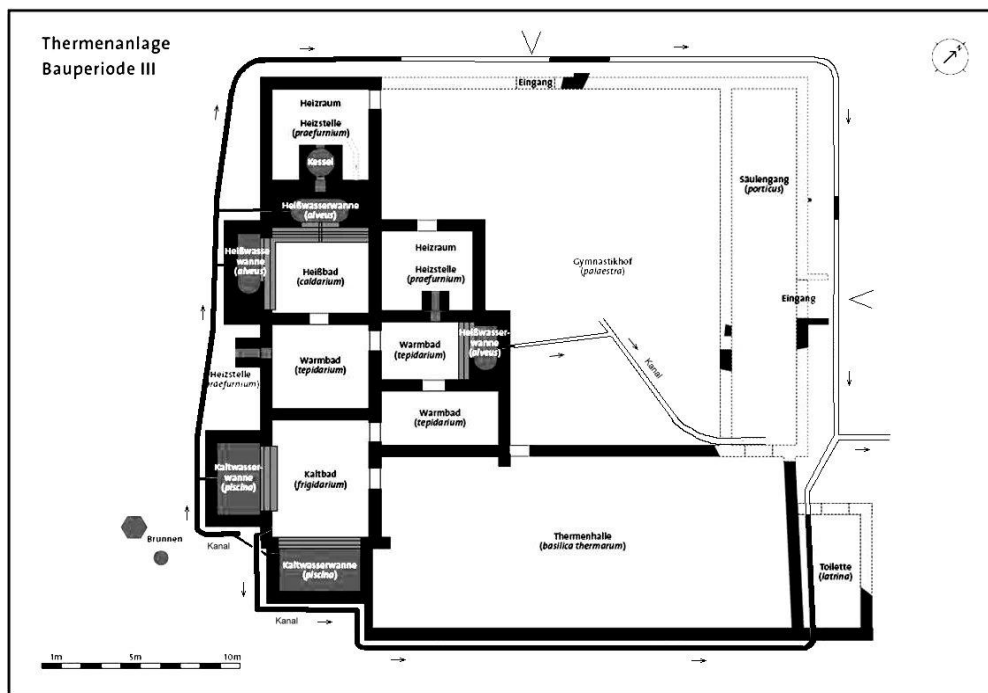 Thermenanlage
Bauperiode III
N
Eingang
Heizraum
Heizstelle
(praefurnium)
Kessel
Säulengang
(porticus)
Heißwasserwanne
(alveus)
Heißwasse
wanne
(alveus)
Heißbad
(caldarium)
Heizraum
Heizstelle
(praefurnium)
Gymnastikhof
(palaestra)
Eingang
Warmbad
(tepidarium)
Heißwasser-
wanne
(alveus)
Warmbad
(tepidarium)
Heizstelle
(praefurnium)
Kanal
Warmbad
(tepidarium)
Kaltwasser-
wanne
(piscina)
Kaltbad
(frigidarium)
Brunnen
Kanal
Thermenhalle
(basilica thermarum)
Kaltwasserwanne
(piscina)
Toilette
(latrina)
Kanal
1m
5m
10m